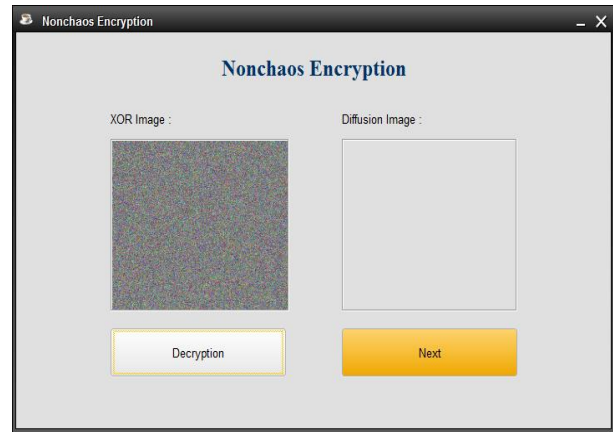 Nonchaos Encryption
Nonchaos Encryption
XOR Image :
Diffusion Image :
Decryption
Next